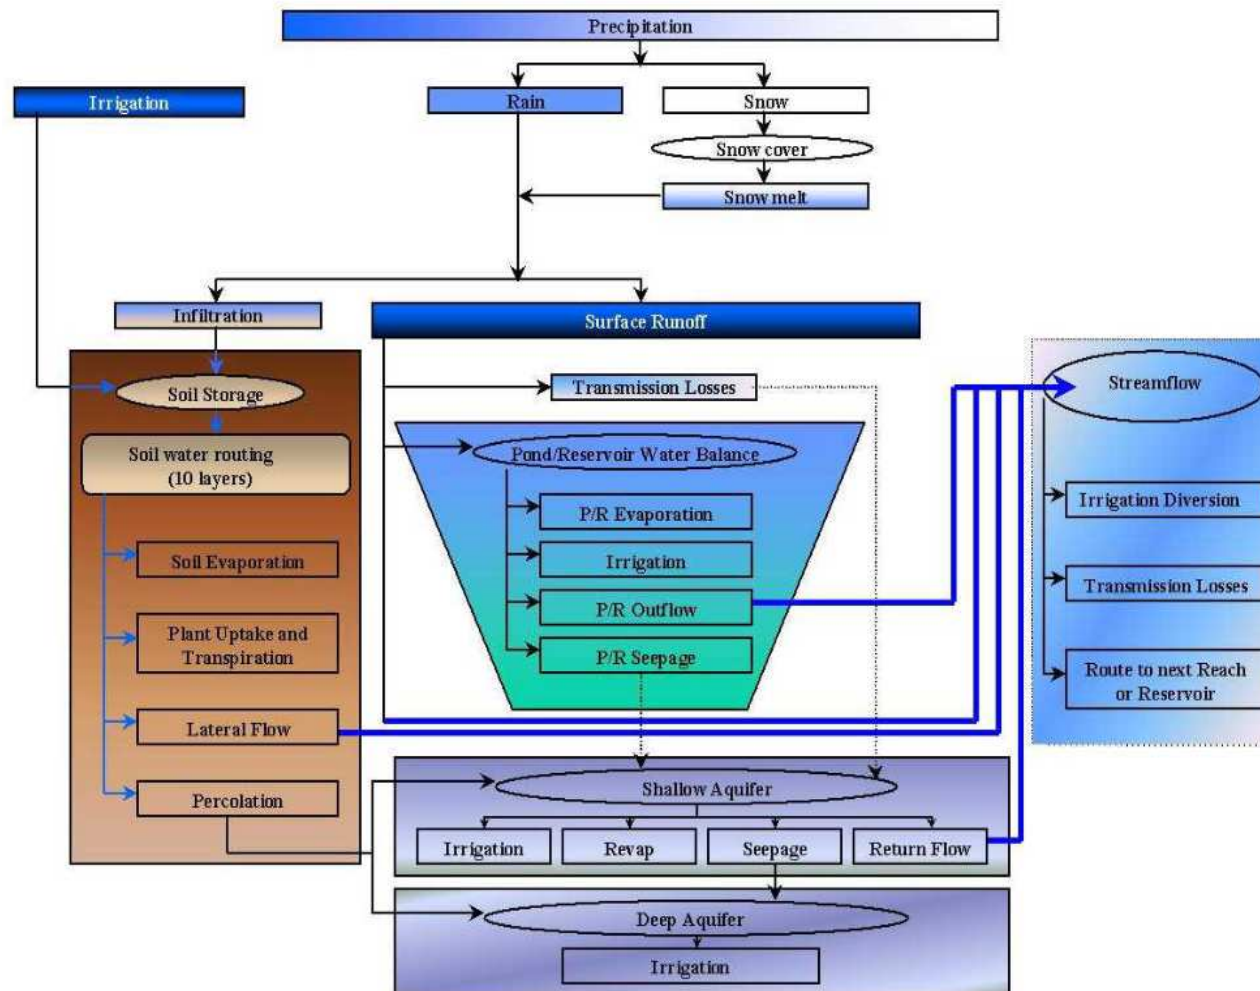 Precipitation
Irrigation
Rain
Snow
Snow cover
Snow melt
Infiltration
Surface Runoff
Soil Storage
Soil water routing
(10 layers)
Soil Evaporation
Plant Uptake and
Transpiration
Lateral Flow
Percolation
Transmission Losses
Pond/Reservoir Water Balance
P/R Evaporation
Irrigation
P/R Outflow
P/R Seepage
Streamflow
Irrigation Diversion
Transmission Losses
Route to next Reach
or Reservoir
Shallow Aquifer
Irrigation
Revap
Seepage
Return Flow
Deep Aquifer
Irrigation